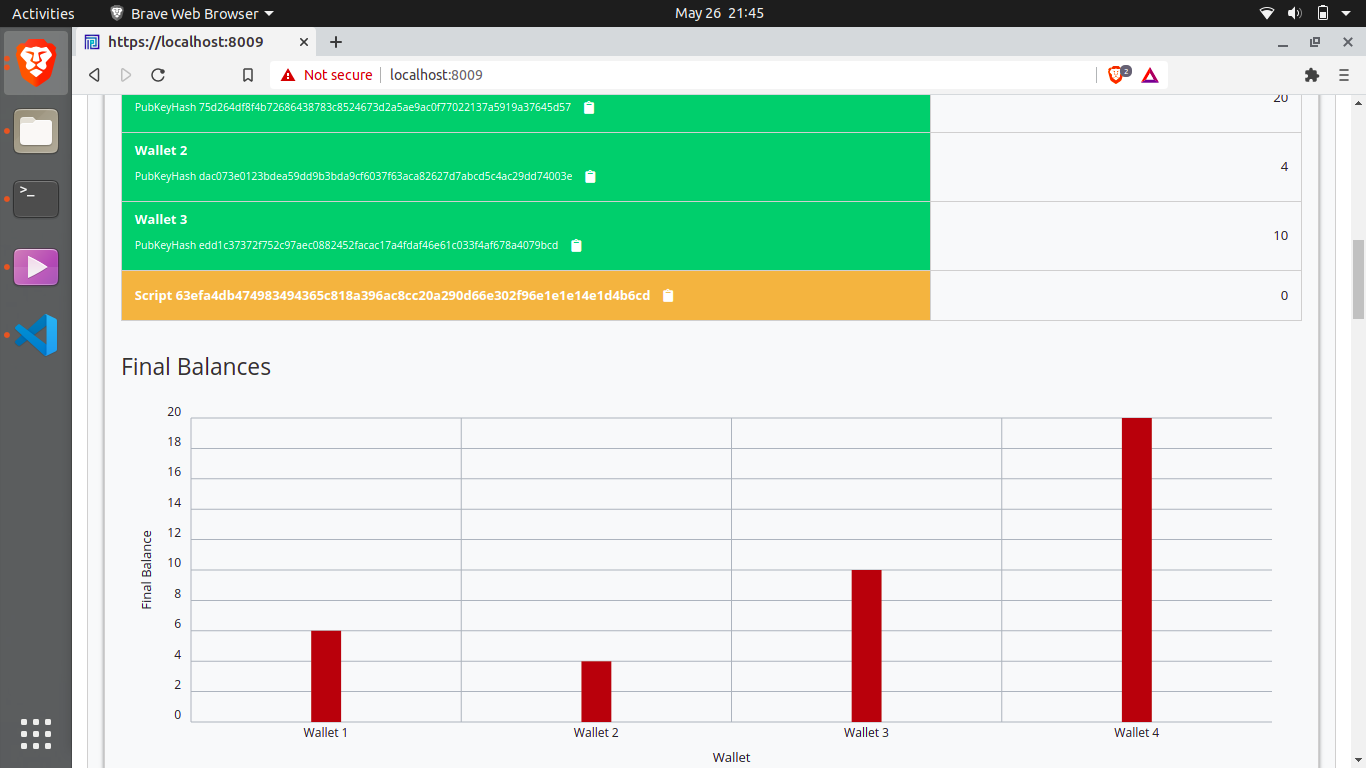 Activities
Brave Web Browser
May 26 21:45
https://localhost:8009
Not secure
localhost:8009
2
PubKeyHash 75d264df8f4b72686438783c8524673d2a5ae9ac0f77022137a5919a37645d57
20
Wallet 2
PubKeyHash dac073e0123bdea59dd9b3bda9cf6037f63aca82627d7abcd5c4ac29dd74003e
4
Wallet 3
PubKeyHash edd1c37372f752c97aec0882452facac17a4fdaf46e61c033f4af678a4079bcd
10
Script 63efa4db474983494365c818a396ac8cc20a290d66e302f96e1e1e14e1d4b6cd
0
Final Balances
20
18
16
14
12
10
8
6
4
2
0
Final Balance
Wallet 1
Wallet 2
Wallet 3
Wallet 4
Wallet